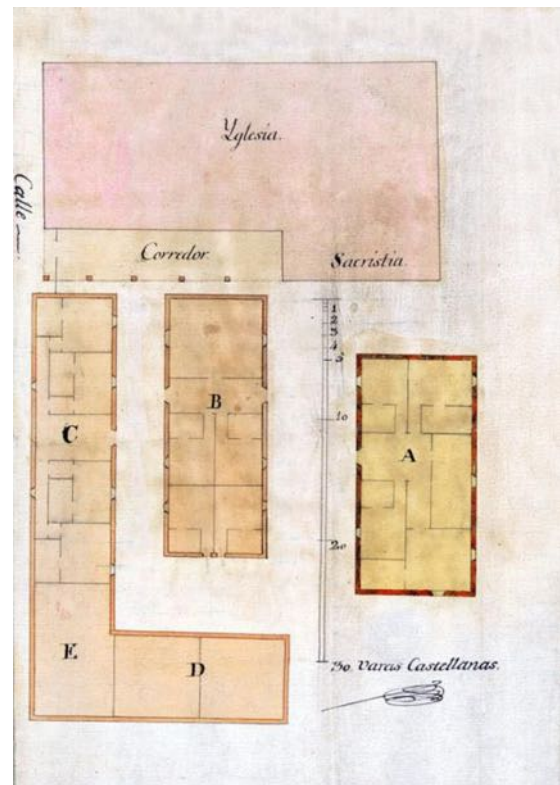 Yglesia.
Calle
Corredor.
Sacristia.
1
2
3
4
5
B
C
10
A
20
E
D
30 varas Castellanas.